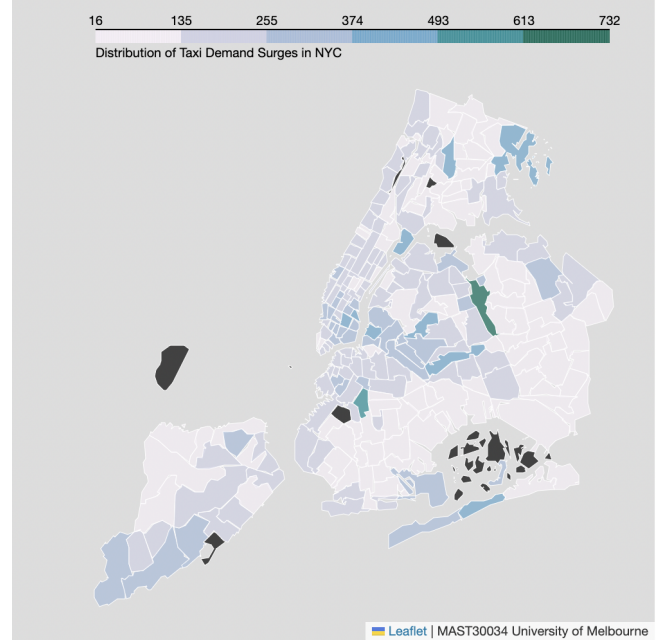 16 135 255 374 493 613 732
Distribution of Taxi Demand Surges in NYC
Leaflet | MAST30034 University of Melbourne